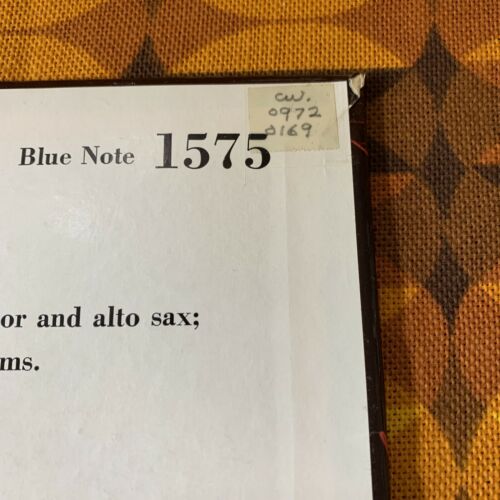 CW.
0972
0169
Blue Note 1575
or and alto sax;
ms.